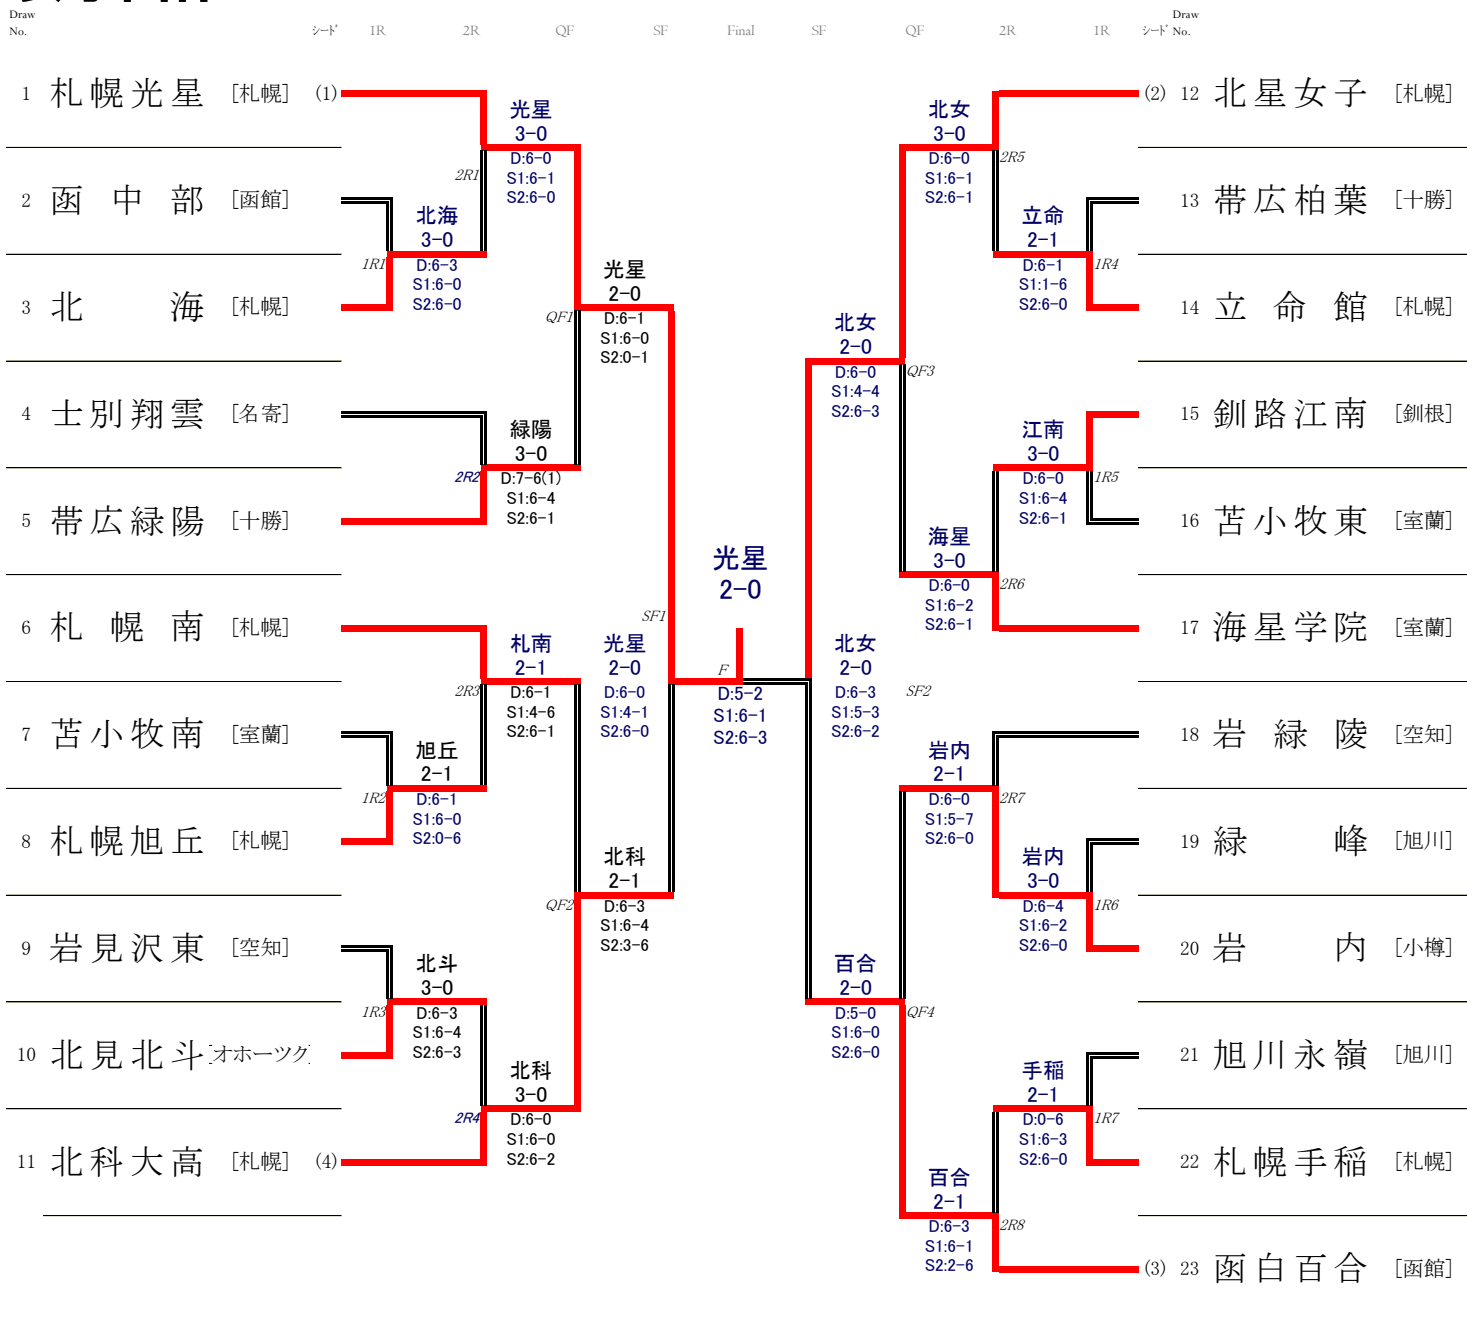 Draw
No.
シード 1R 2R QF SF Final SF QF 2R 1R シード
Draw
No.
1 札幌光星 [札幌] (1)
2 函中部 [函館]
3 北海 [札幌]
4 士別翔雲 [名寄]
5 帯広緑陽 [十勝]
6 札幌南 [札幌]
7 苫小牧南 [室蘭]
8 札幌旭丘 [札幌]
9 岩見沢東 [空知]
10 北見北斗 [オホーツク]
11 北科大高 [札幌] (4)
1R1
北海
3-0
D:6-3
S1:6-0
S2:6-0
1R2
旭丘
2-1
D:6-1
S1:6-0
S2:0-6
1R3
北斗
3-0
D:6-3
S1:6-4
S2:6-3
2R1
光星
3-0
D:6-0
S1:6-1
S2:6-0
2R2
緑陽
3-0
D:7-6(1)
S1:6-4
S2:6-1
2R3
札南
2-1
D:6-1
S1:4-6
S2:6-1
2R4
北科
3-0
D:6-0
S1:6-0
S2:6-2
QF1
光星
2-0
D:6-1
S1:6-0
S2:0-1
QF2
北科
2-1
D:6-3
S1:6-4
S2:3-6
SF1
光星
2-0
D:6-0
S1:4-1
S2:6-0
光星
2-0
F
D:5-2
S1:6-1
S2:6-3
北女
2-0
D:6-3
S1:5-3
S2:6-2
SF2
北女
2-0
D:6-0
S1:4-4
S2:6-3
QF3
百合
2-0
D:5-0
S1:6-0
S2:6-0
QF4
北女
3-0
D:6-0
S1:6-1
S2:6-1
2R5
海星
3-0
D:6-0
S1:6-2
S2:6-1
2R6
岩内
2-1
D:6-0
S1:5-7
S2:6-0
2R7
百合
2-1
D:6-3
S1:6-1
S2:2-6
2R8
立命
2-1
D:6-1
S1:1-6
S2:6-0
1R4
江南
3-0
D:6-0
S1:6-4
S2:6-1
1R5
岩内
3-0
D:6-4
S1:6-2
S2:6-0
1R6
手稲
2-1
D:0-6
S1:6-3
S2:6-0
1R7
(2) 12 北星女子 [札幌]
13 帯広柏葉 [十勝]
14 立命館 [札幌]
15 釧路江南 [釧根]
16 苫小牧東 [室蘭]
17 海星学院 [室蘭]
18 岩緑陵 [空知]
19 緑峰 [旭川]
20 岩内 [小樽]
21 旭川永嶺 [旭川]
22 札幌手稲 [札幌]
(3) 23 函白百合 [函館]